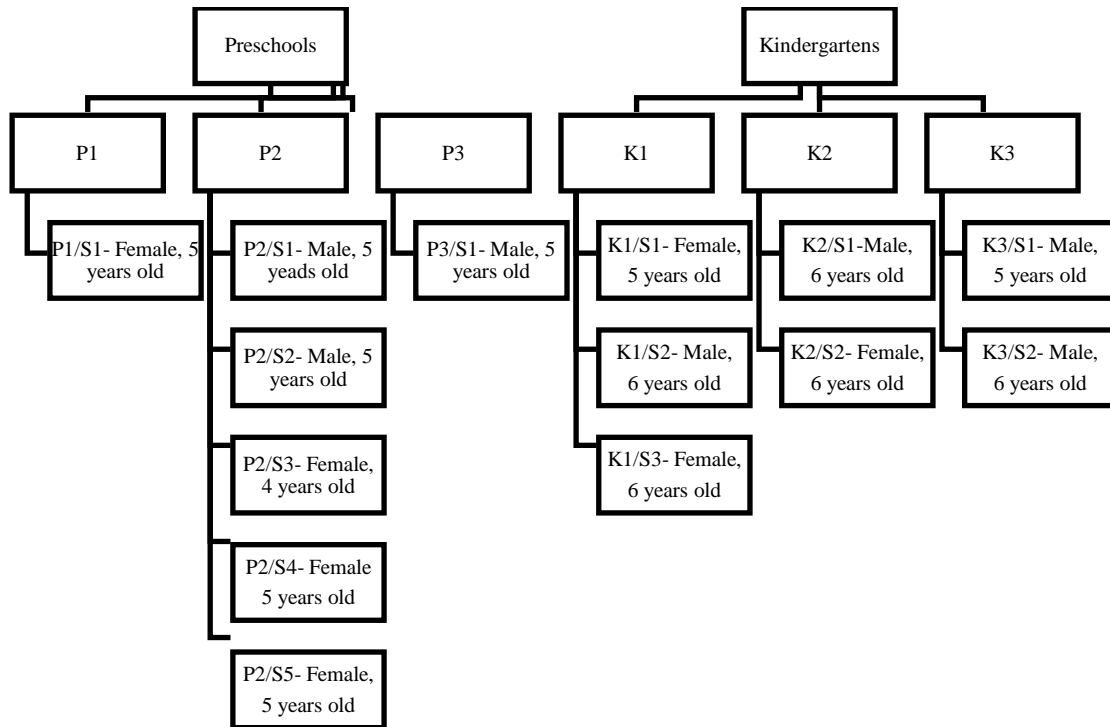 Preschools
Kindergartens
P1
P2
P3
K1
K2
K3
P1/S1- Female, 5
years old
P2/S1- Male, 5
yeads old
P3/S1- Male, 5
years old
K1/S1- Female,
5 years old
K2/S1-Male,
6 years old
K3/S1- Male,
5 years old
P2/S2- Male, 5
years old
K1/S2- Male,
6 years old
K2/S2- Female,
6 years old
K3/S2- Male,
6 years old
P2/S3- Female,
4 years old
K1/S3- Female,
6 years old
P2/S4- Female
5 years old
P2/S5- Female,
5 years old